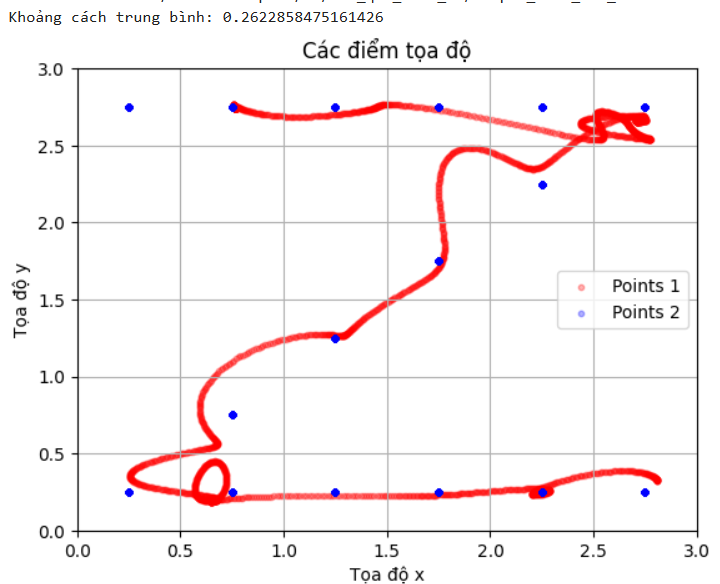 Khoảng cách trung bình: 0.2622858475161426
Các điểm tọa độ
3.0
2.5
2.0
1.5
1.0
0.5
0.0
Tọa độ y
Points 1
Points 2
0.0 0.5 1.0 1.5 2.0 2.5 3.0
Tọa độ x